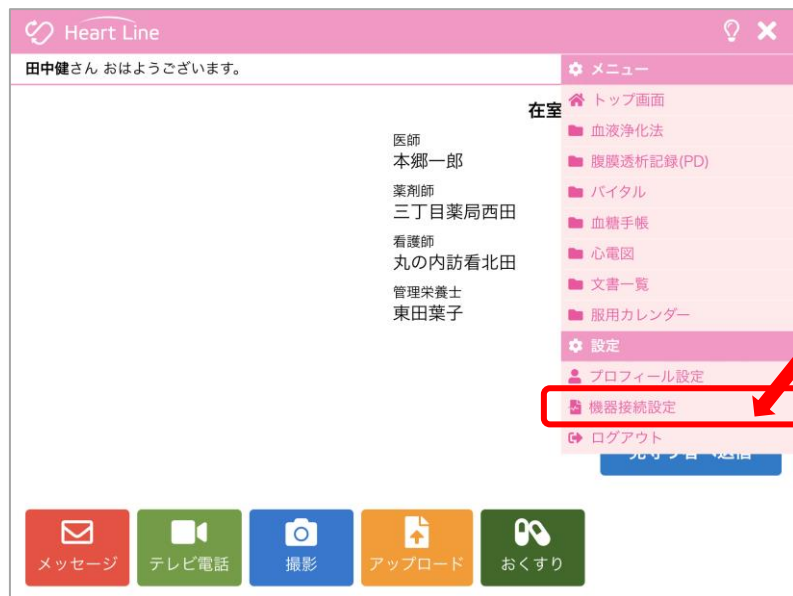 Heart Line
田中健さん おはようございます。
メニュー
トップ画面
血液浄化法
腹膜透析記録(PD)
バイタル
血糖手帳
心電図
文書一覧
服用カレンダー
設定
プロフィール設定
機器接続設定
ログアウト
在室
医師
本郷一郎
薬剤師
三丁目薬局西田
看護師
丸の内訪看北田
管理栄養士
東田葉子
メッセージ
テレビ電話
撮影
アップロード
おくすり